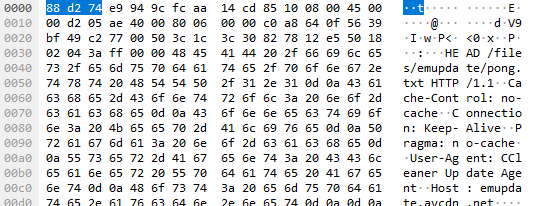 0000 88 d2 74 e9 94 9c fc aa 14 cd 85 10 08 00 45 00 ··t····· ······E·
0010 00 d2 05 ae 40 00 80 06 00 00 c0 a8 64 0f 56 39 ····@··· ····d·V9
0020 bf 49 c2 77 00 50 3c 1c 3c 30 82 78 12 e5 50 18 ·I·w·P<· <0·x··P·
0030 02 04 3a ff 00 00 48 45 41 44 20 2f 66 69 6c 65 ··:···HE AD /file
0040 73 2f 65 6d 75 70 64 61 74 65 2f 70 6f 6e 67 2e s/emupda te/pong.
0050 74 78 74 20 48 54 54 50 2f 31 2e 31 0d 0a 43 61 txt HTTP /1.1··Ca
0060 63 68 65 2d 43 6f 6e 74 72 6f 6c 3a 20 6e 6f 2d che-Cont rol: no-
0070 63 61 63 68 65 0d 0a 43 6f 6e 6e 65 63 74 69 6f cache··C onnectio
0080 6e 3a 20 4b 65 65 70 2d 41 6c 69 76 65 0d 0a 50 n: Keep- Alive··P
0090 72 61 67 6d 61 3a 20 6e 6f 2d 63 61 63 68 65 0d ragma: n o-cache·
00a0 0a 55 73 65 72 2d 41 67 65 6e 74 3a 20 43 43 6c ·User-Ag ent: CCl
00b0 65 61 6e 65 72 20 55 70 64 61 74 65 20 41 67 65 eaner Up date Age
00c0 6e 74 0d 0a 48 6f 73 74 3a 20 65 6d 75 70 64 61 nt··Host : emupda
00d0 74 65 2e 61 76 63 64 6e 2e 6e 65 74 0d 0a 0d 0a te.avcdn .net····